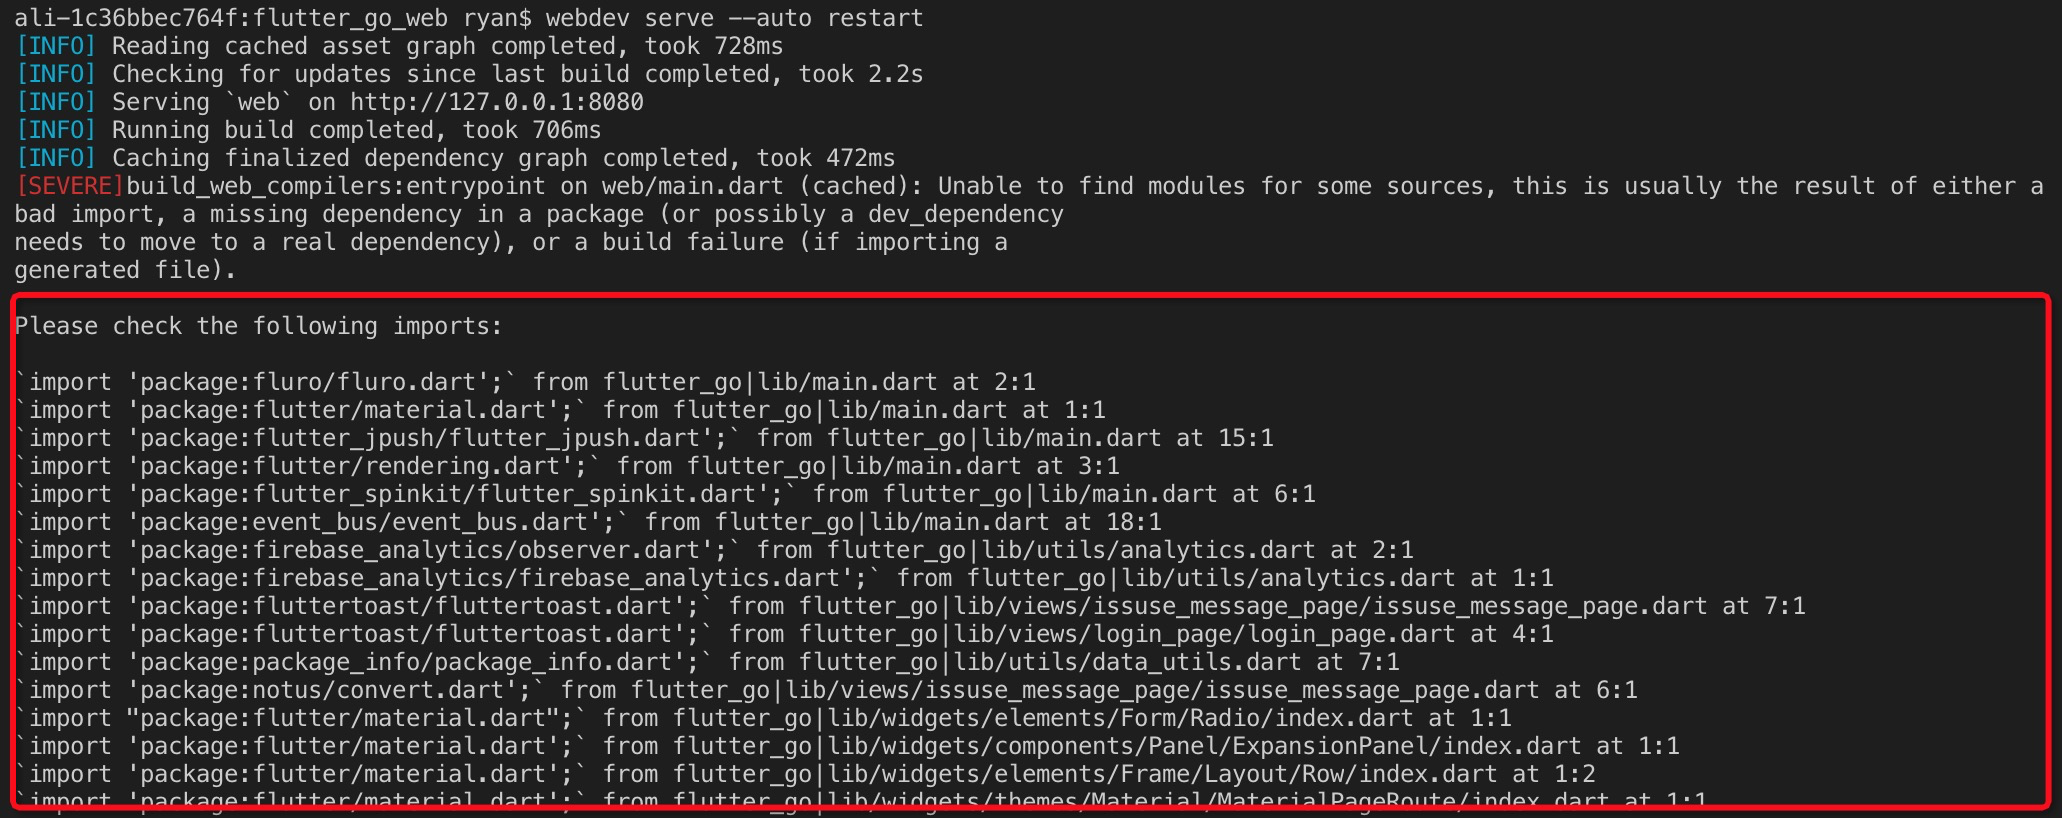 ali-1c36bbec764f:flutter_go_web ryan$ webdev serve --auto restart
[INFO] Reading cached asset graph completed, took 728ms
[INFO] Checking for updates since last build completed, took 2.2s
[INFO] Serving `web` on http://127.0.0.1:8080
[INFO] Running build completed, took 706ms
[INFO] Caching finalized dependency graph completed, took 472ms
[SEVERE]build_web_compilers:entrypoint on web/main.dart (cached): Unable to find modules for some sources, this is usually the result of either a
bad import, a missing dependency in a package (or possibly a dev_dependency
needs to move to a real dependency), or a build failure (if importing a
generated file).
Please check the following imports:
`import 'package:fluro/fluro.dart';` from flutter_go|lib/main.dart at 2:1
`import 'package:flutter/material.dart';` from flutter_go|lib/main.dart at 1:1
`import 'package:flutter_jpush/flutter_jpush.dart';` from flutter_go|lib/main.dart at 15:1
`import 'package:flutter/rendering.dart';` from flutter_go|lib/main.dart at 3:1
`import 'package:flutter_spinkit/flutter_spinkit.dart';` from flutter_go|lib/main.dart at 6:1
`import 'package:event_bus/event_bus.dart';` from flutter_go|lib/main.dart at 18:1
`import 'package:firebase_analytics/observer.dart';` from flutter_go|lib/utils/analytics.dart at 2:1
`import 'package:firebase_analytics/firebase_analytics.dart';` from flutter_go|lib/utils/analytics.dart at 1:1
`import 'package:fluttertoast/fluttertoast.dart';` from flutter_go|lib/views/issuse_message_page/issuse_message_page.dart at 7:1
`import 'package:fluttertoast/fluttertoast.dart';` from flutter_go|lib/views/login_page/login_page.dart at 4:1
`import 'package:package_info/package_info.dart';` from flutter_go|lib/utils/data_utils.dart at 7:1
`import 'package:notus/convert.dart';` from flutter_go|lib/views/issuse_message_page/issuse_message_page.dart at 6:1
`import "package:flutter/material.dart";` from flutter_go|lib/widgets/elements/Form/Radio/index.dart at 1:1
`import 'package:flutter/material.dart';` from flutter_go|lib/widgets/components/Panel/ExpansionPanel/index.dart at 1:1
`import 'package:flutter/material.dart';` from flutter_go|lib/widgets/elements/Frame/Layout/Row/index.dart at 1:2
`import 'package:flutter/material.dart';` from flutter_go|lib/widgets/themes/Material/MaterialPageRoute/index.dart at 1:1